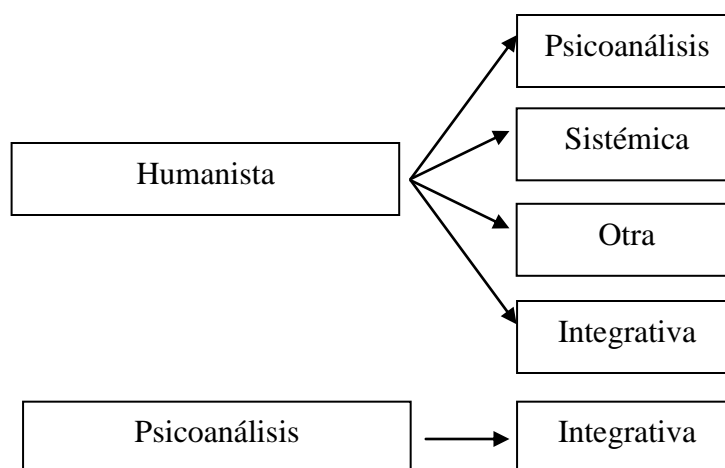 Humanista
Psicoanálisis
Sistémica
Otra
Integrativa
Psicoanálisis
Integrativa